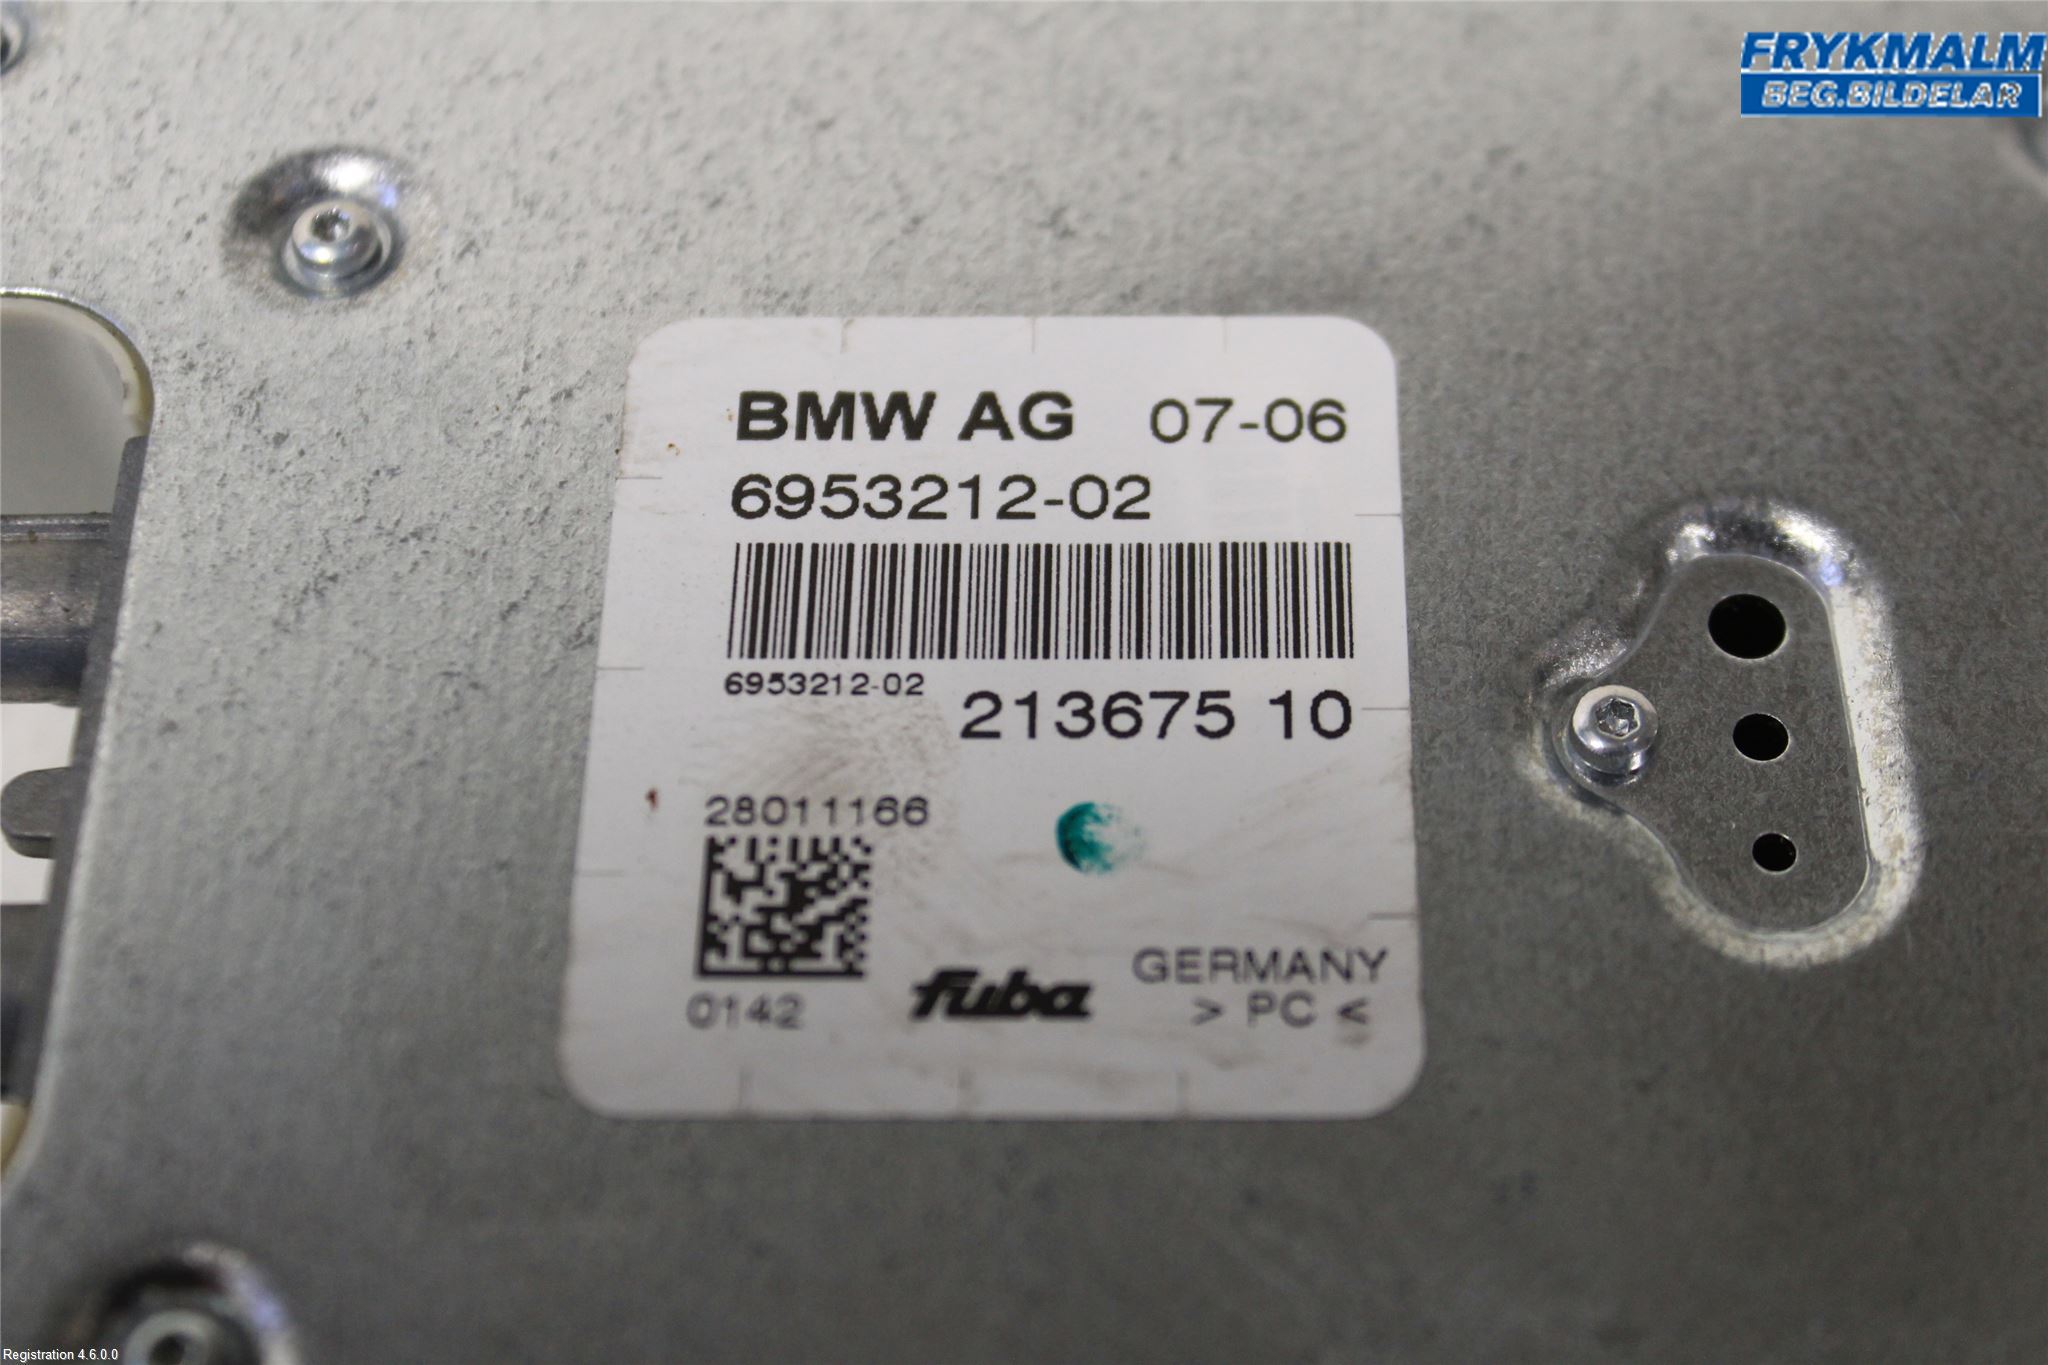 FRYKMALM
BEG.BILDELAR
BMW AG 07-06
6953212-02
6953212-02
213675 10
28011166
0142
fuba
GERMANY
> PC <
Registration 4.6.0.0